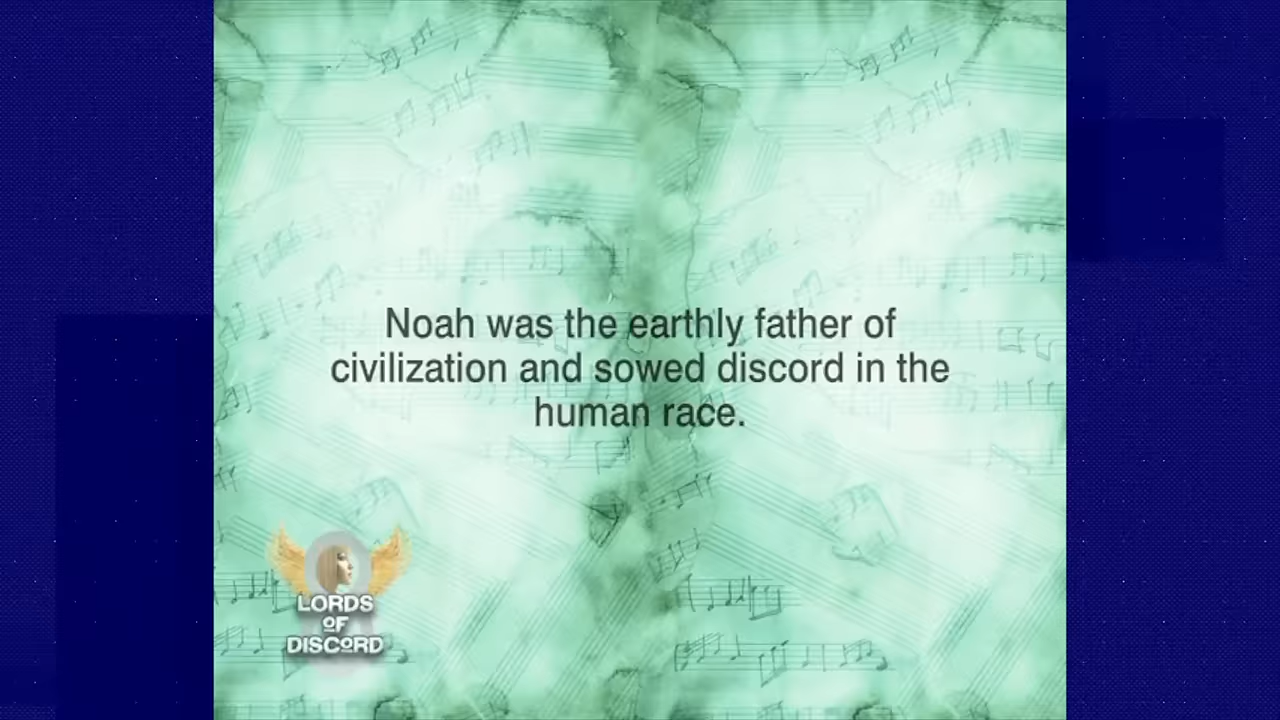 Noah was the earthly father of
civilization and sowed discord in the
human race.
LORDS
OF
DISCORD